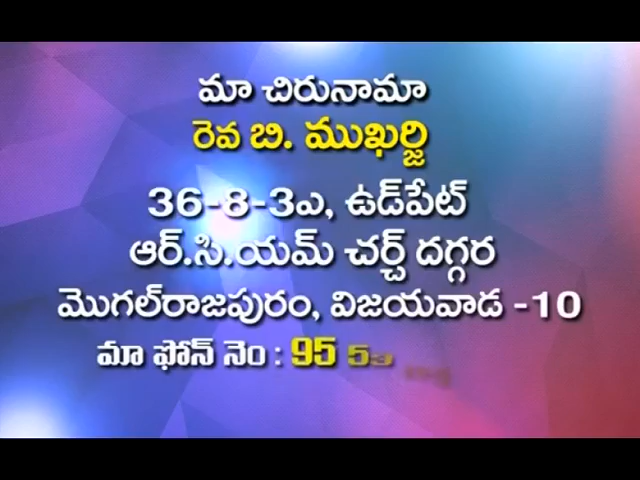 మా చిరునామా
రెవ బి. ముఖర్జి
36-8-3ఎ, ఉడ్‌పేట్
ఆర్.సి.యమ్ చర్చ్ దగ్గర
మొగల్‌రాజపురం, విజయవాడ -10
మా ఫోన్ నెం : 95